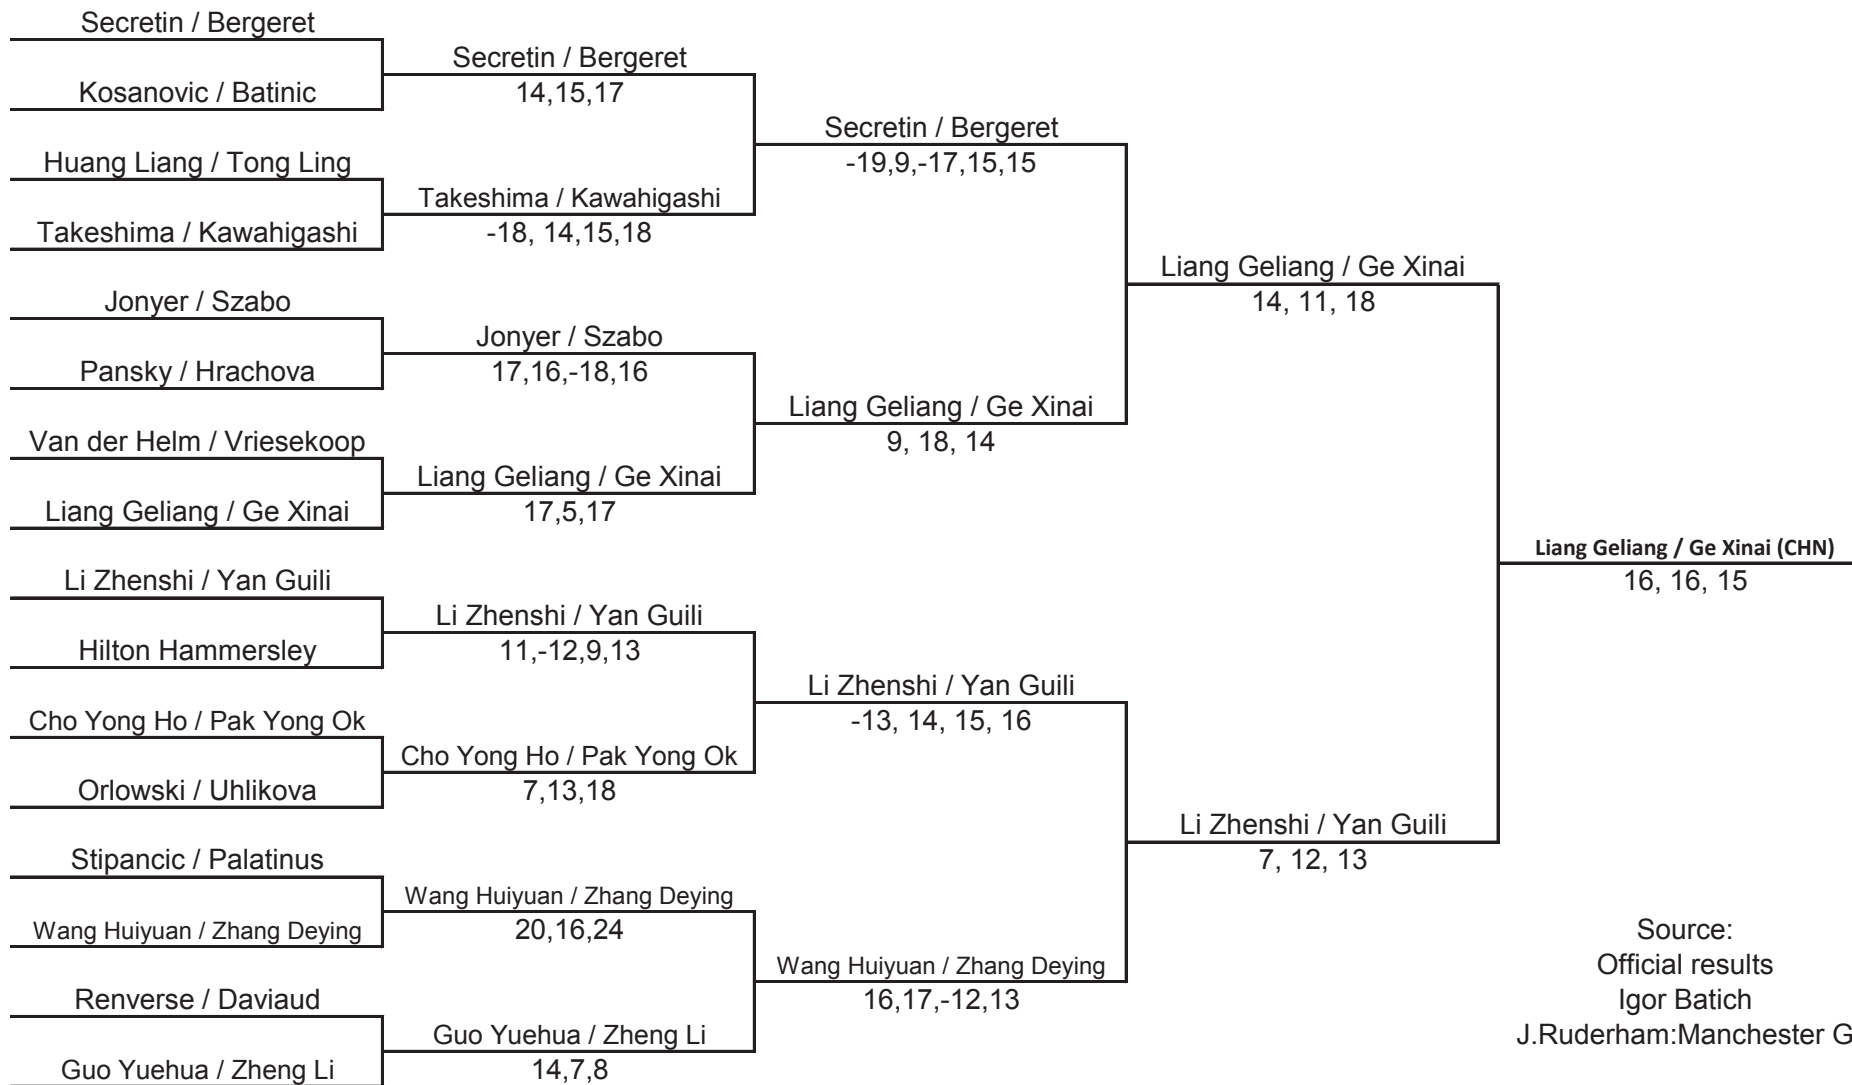 Secretin / Bergeret
Kosanovic / Batinic
Huang Liang / Tong Ling
Takeshima / Kawahigashi
Jonyer / Szabo
Pansky / Hrachova
Van der Helm / Vriesekoop
Liang Geliang / Ge Xinai
Li Zhenshi / Yan Guili
Hilton Hammersley
Cho Yong Ho / Pak Yong Ok
Orlowski / Uhlikova
Stipancic / Palatinus
Wang Huiyuan / Zhang Deying
Renverse / Daviaud
Guo Yuehua / Zheng Li
Secretin / Bergeret
14,15,17
Takeshima / Kawahigashi
-18, 14,15,18
Jonyer / Szabo
17,16,-18,16
Liang Geliang / Ge Xinai
17,5,17
Li Zhenshi / Yan Guili
11,-12,9,13
Cho Yong Ho / Pak Yong Ok
7,13,18
Wang Huiyuan / Zhang Deying
20,16,24
Guo Yuehua / Zheng Li
14,7,8
Secretin / Bergeret
-19,9,-17,15,15
Liang Geliang / Ge Xinai
9, 18, 14
Li Zhenshi / Yan Guili
-13, 14, 15, 16
Wang Huiyuan / Zhang Deying
16,17,-12,13
Liang Geliang / Ge Xinai
14, 11, 18
Li Zhenshi / Yan Guili
7, 12, 13
Liang Geliang / Ge Xinai (CHN)
16, 16, 15
Source:
Official results
Igor Batich
J.Ruderham:Manchester G